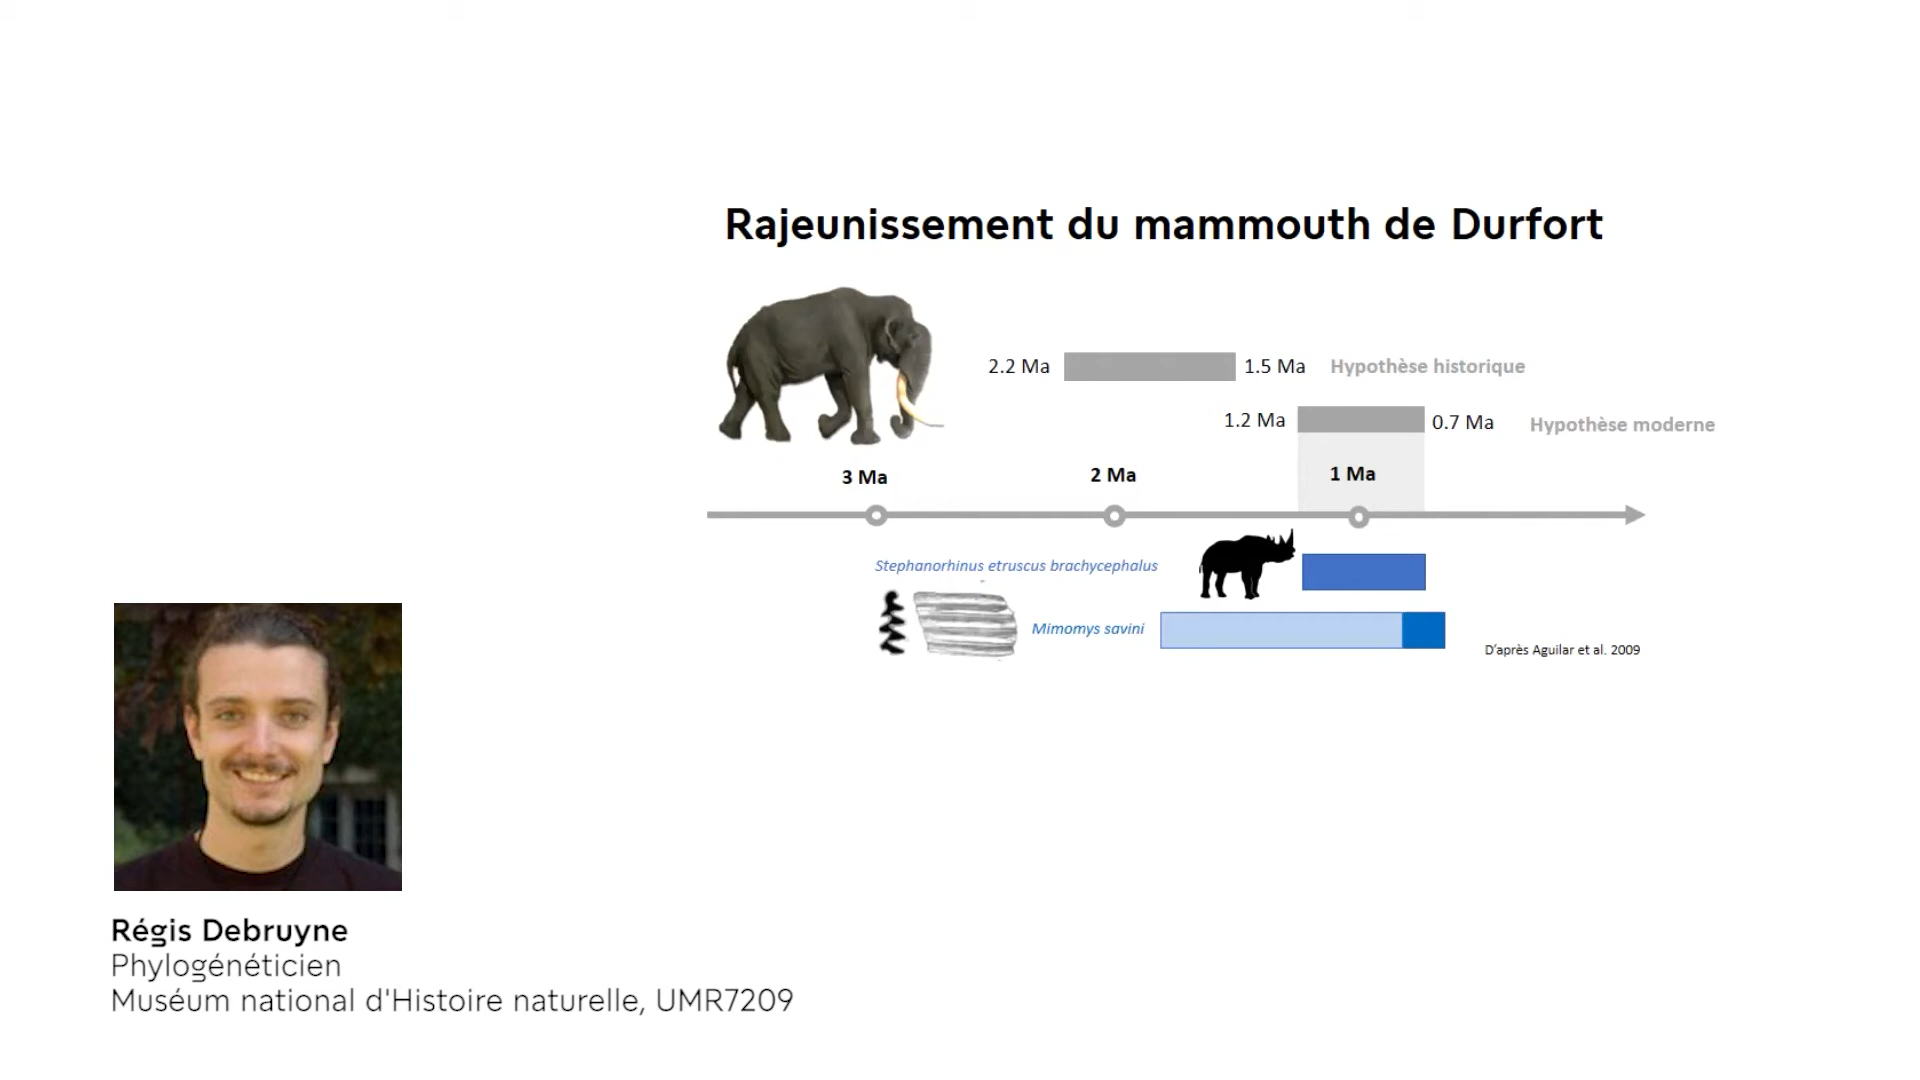 Rajeunissement du mammouth de Durfort
2.2 Ma 1.5 Ma Hypothèse historique
1.2 Ma 0.7 Ma Hypothèse moderne
3 Ma 2 Ma 1 Ma
Stephanorhinus etruscus brachycephalus
Mimomys savini
D'après Aguilar et al. 2009
Régis Debruyne
Phylogénéticien
Muséum national d'Histoire naturelle, UMR7209